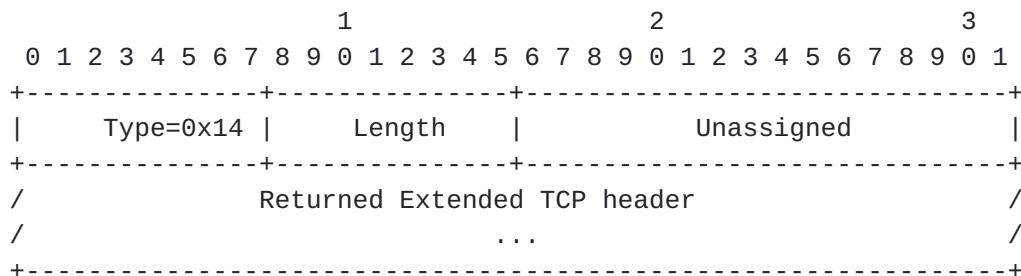 1                   2                   3
 0 1 2 3 4 5 6 7 8 9 0 1 2 3 4 5 6 7 8 9 0 1 2 3 4 5 6 7 8 9 0 1
+---------------+---------------+-------------------------------+
|     Type=0x14 |     Length    |           Unassigned          |
+---------------+---------------+-------------------------------+
/               Returned Extended TCP header                    /
/                              ...                              /
+---------------------------------------------------------------+